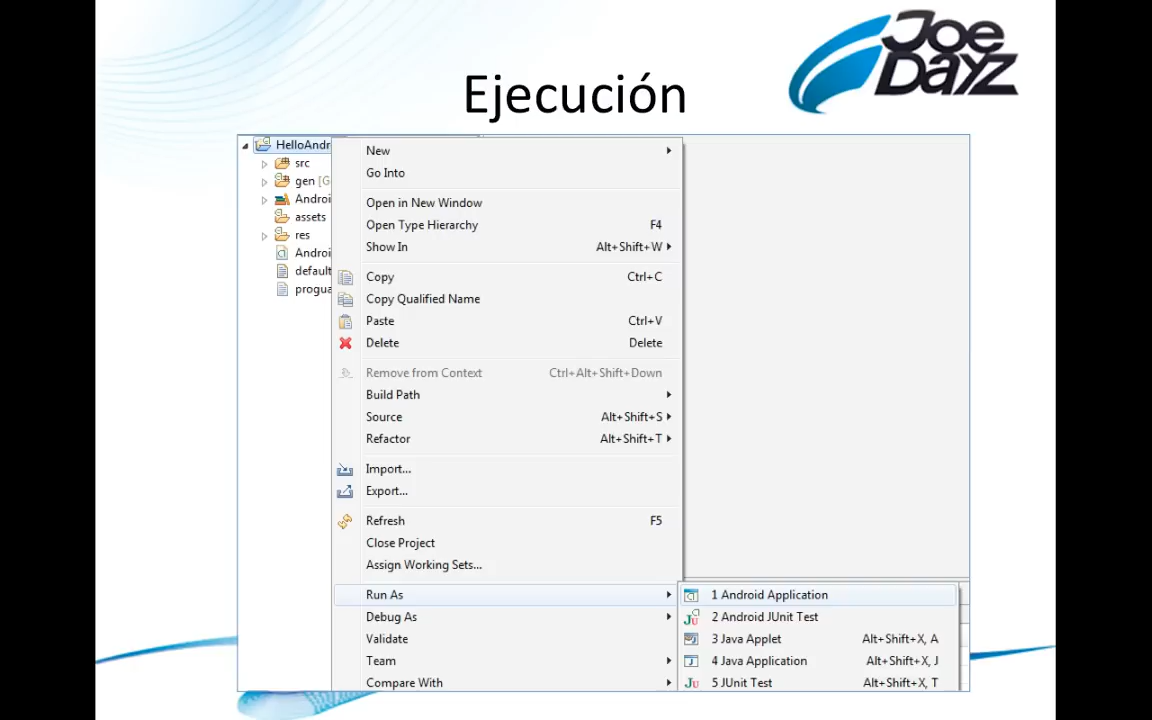 Joe
Dayz
Ejecución
HelloAndr
src
gen [G
Androi
assets
res
Androi
default
progua
New
Go Into
Open in New Window
Open Type Hierarchy F4
Show In Alt+Shift+W
Copy Ctrl+C
Copy Qualified Name
Paste Ctrl+V
Delete Delete
Remove from Context Ctrl+Alt+Shift+Down
Build Path
Source Alt+Shift+S
Refactor Alt+Shift+T
Import...
Export...
Refresh F5
Close Project
Assign Working Sets...
Run As
Debug As
Validate
Team
Compare With
1 Android Application
2 Android JUnit Test
3 Java Applet Alt+Shift+X, A
4 Java Application Alt+Shift+X, J
5 JUnit Test Alt+Shift+X, T